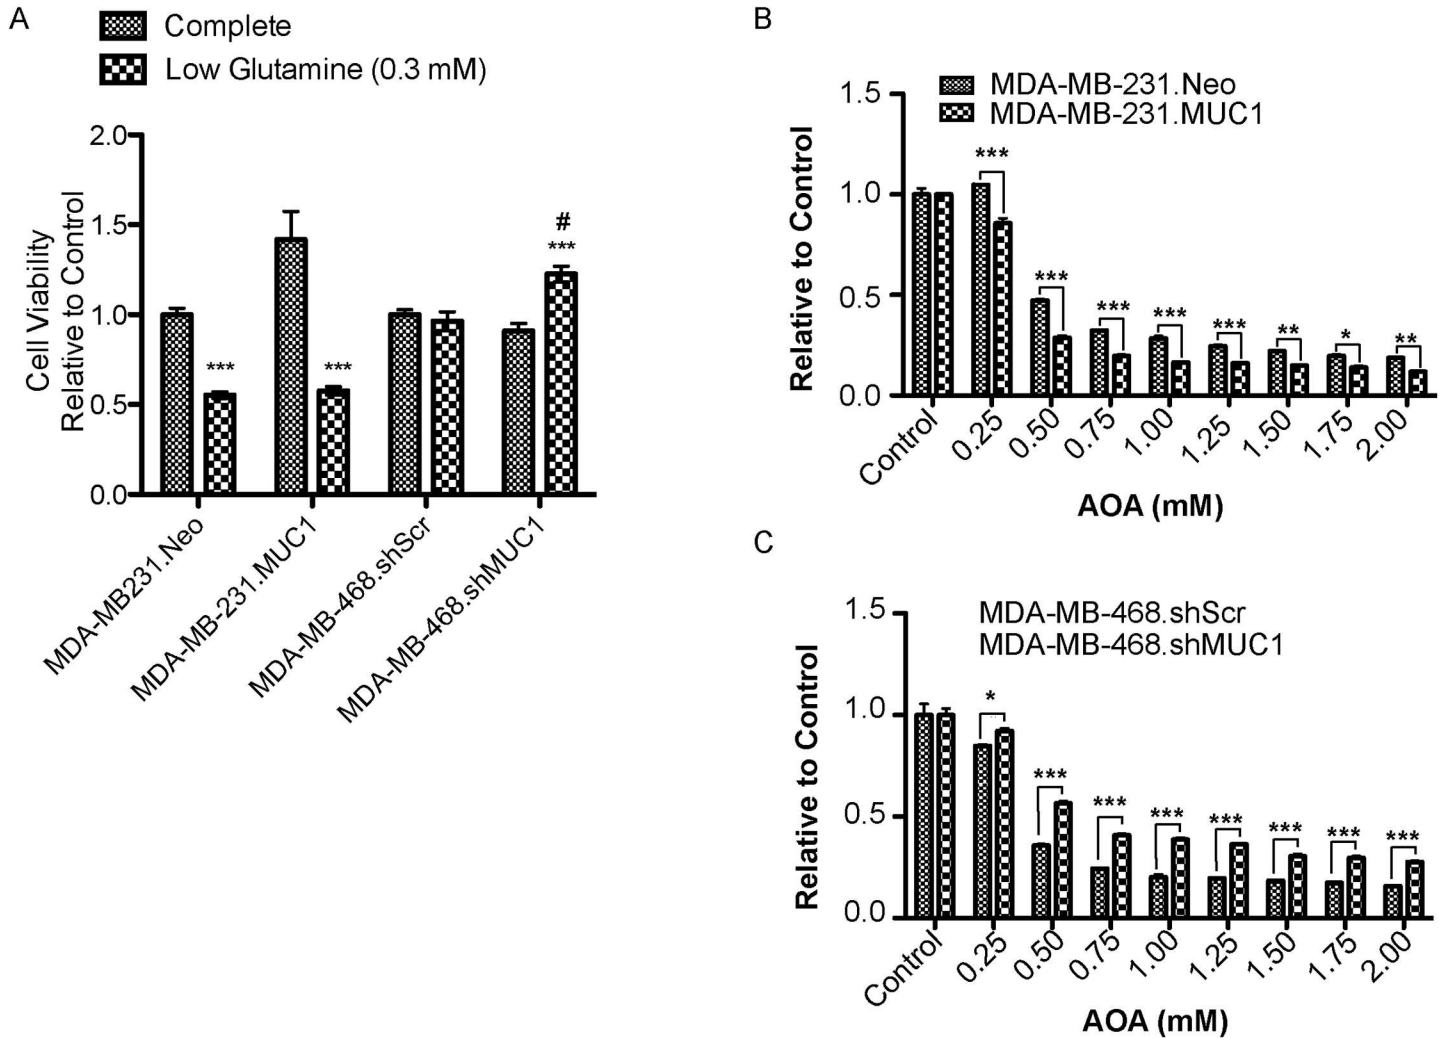 A
Complete
Low Glutamine (0.3 mM)
Cell Viability
Relative to Control
2.0
1.5
1.0
0.5
0.0
***
***
#
***
MDA-MB231.Neo
MDA-MB-231.MUC1
MDA-MB-468.shScr
MDA-MB-468.shMUC1
B
MDA-MB-231.Neo
MDA-MB-231.MUC1
Relative to Control
1.5
1.0
0.5
0.0
***
***
***
***
***
**
*
**
Control
0.25
0.50
0.75
1.00
1.25
1.50
1.75
2.00
AOA (mM)
C
MDA-MB-468.shScr
MDA-MB-468.shMUC1
Relative to Control
1.5
1.0
0.5
0.0
*
***
***
***
***
***
***
***
Control
0.25
0.50
0.75
1.00
1.25
1.50
1.75
2.00
AOA (mM)